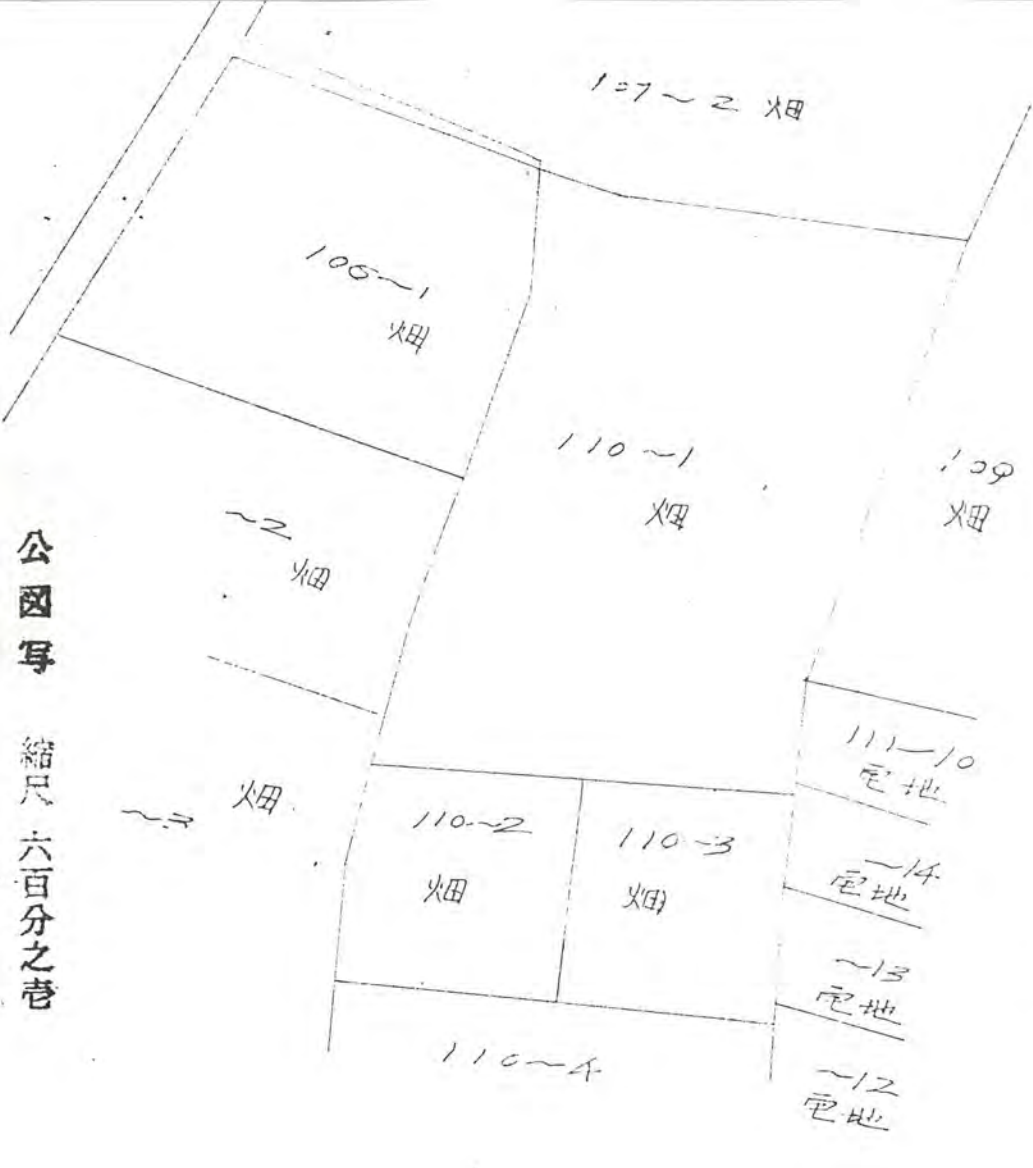 107~2 畑
106~1
畑
110~1
畑
109
畑
~2
畑
公図写 縮尺 六百分之壱
111-10
宅地
~3
畑
110~2
畑
110~3
畑
~14
宅地
~13
宅地
~12
宅地
110~4